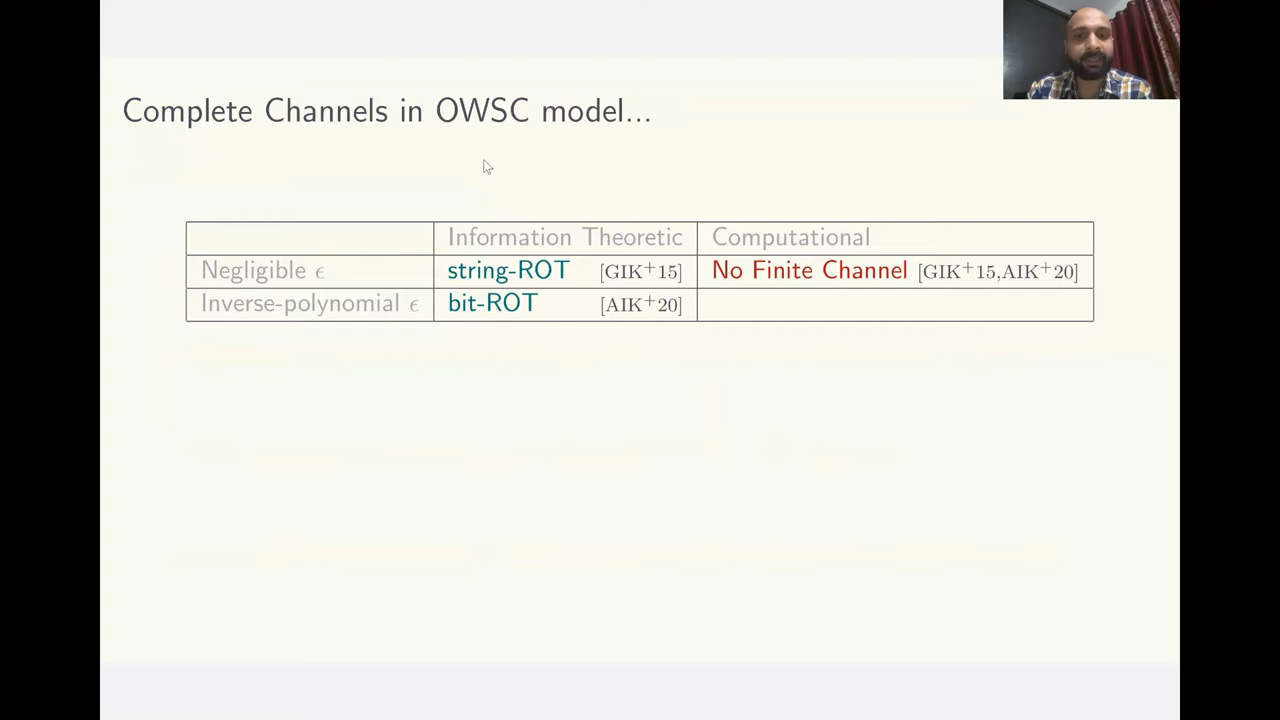 Complete Channels in OWSC model...
Information Theoretic Computational
Negligible ϵ string-ROT [GIK+15] No Finite Channel [GIK+15,AIK+20]
Inverse-polynomial ϵ bit-ROT [AIK+20]